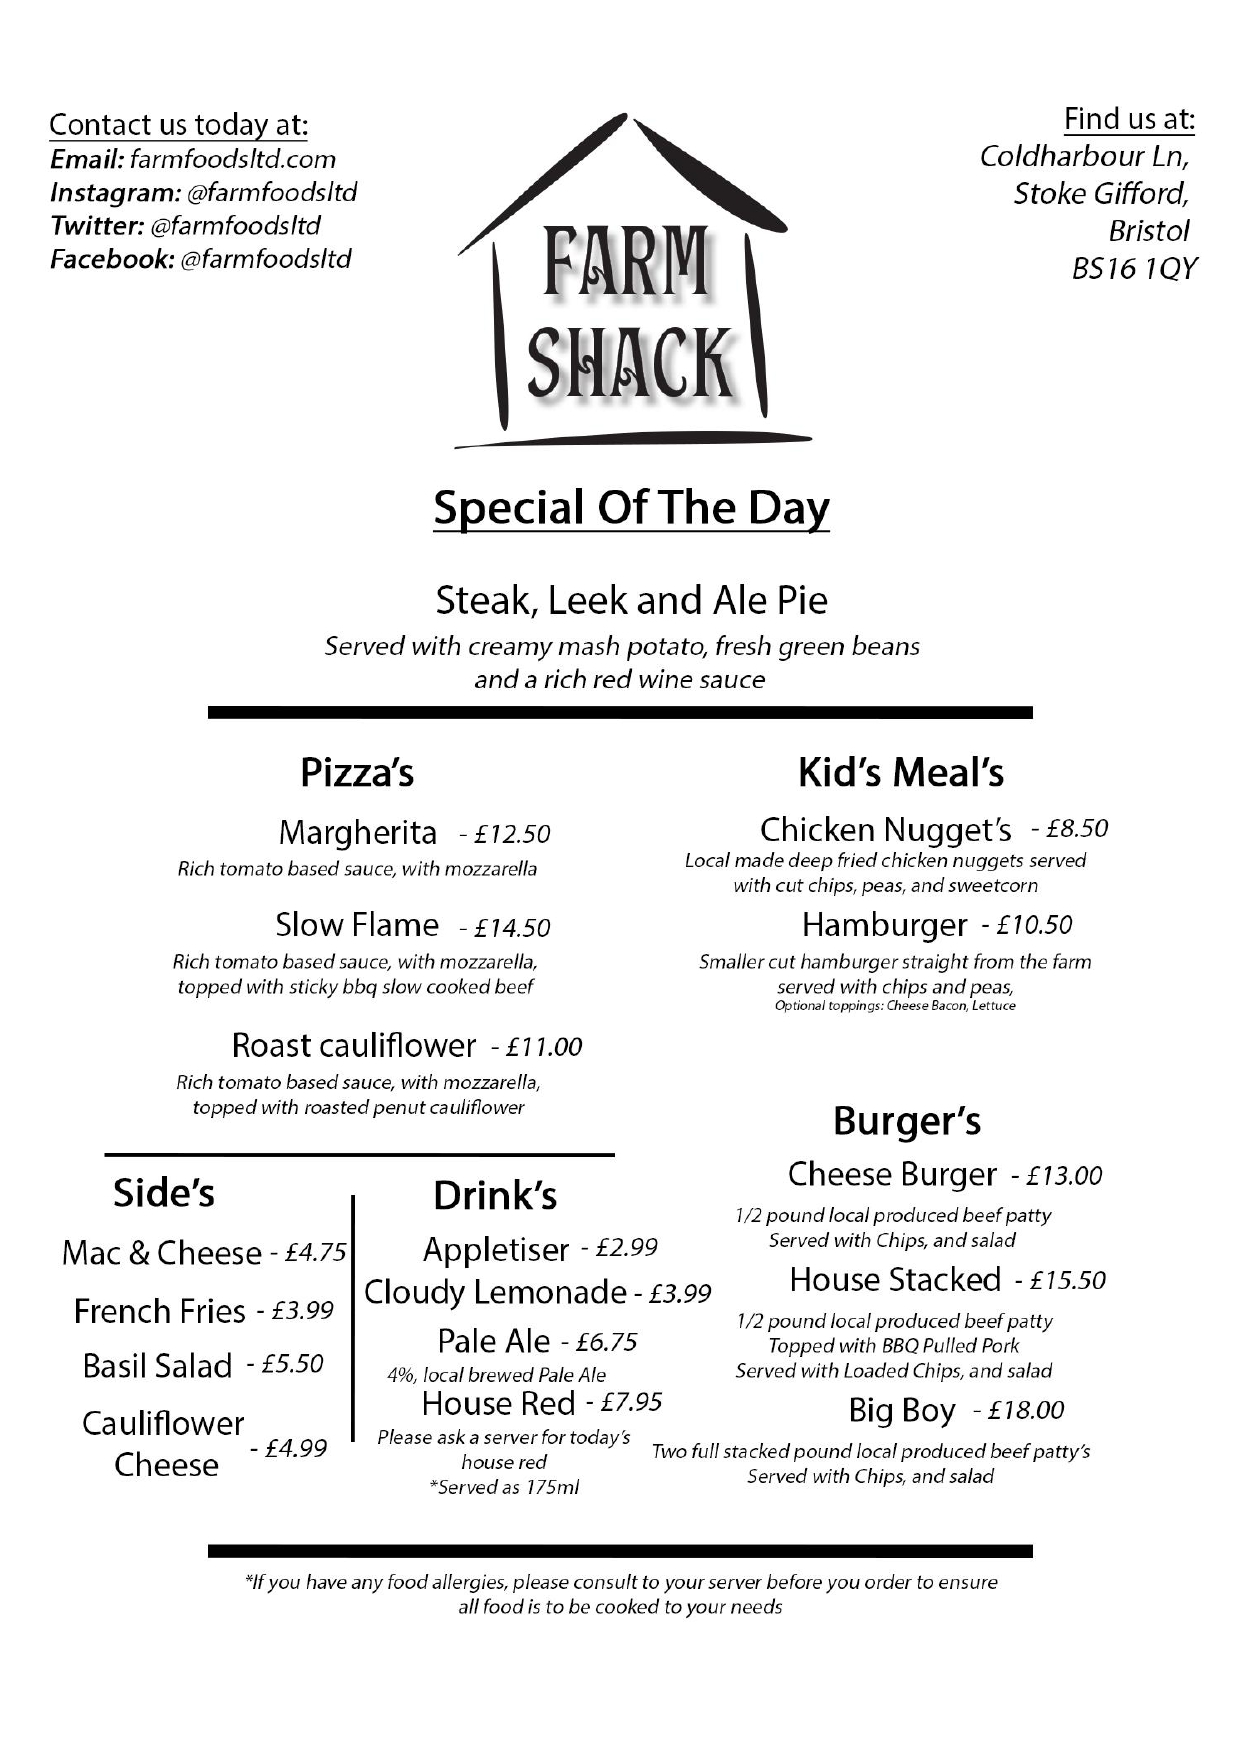 Contact us today at:
Email: farmfoodsltd.com
Instagram: @farmfoodsltd
Twitter: @farmfoodsltd
Facebook: @farmfoodsltd
FARM
SHACK
Find us at:
Coldharbour Ln,
Stoke Gifford,
Bristol
BS16 1QY
Special Of The Day
Steak, Leek and Ale Pie
Served with creamy mash potato, fresh green beans
and a rich red wine sauce
Pizza's
Margherita - £12.50
Rich tomato based sauce, with mozzarella
Slow Flame - £14.50
Rich tomato based sauce, with mozzarella,
topped with sticky bbq slow cooked beef
Roast cauliflower - £11.00
Rich tomato based sauce, with mozzarella,
topped with roasted penut cauliflower
Kid's Meal's
Chicken Nugget's - £8.50
Local made deep fried chicken nuggets served
with cut chips, peas, and sweetcorn
Hamburger - £10.50
Smaller cut hamburger straight from the farm
served with chips and peas,
Optional toppings: Cheese Bacon, Lettuce
Side's
Mac & Cheese - £4.75
French Fries - £3.99
Basil Salad - £5.50
Cauliflower
Cheese - £4.99
Drink's
Appletiser - £2.99
Cloudy Lemonade - £3.99
Pale Ale - £6.75
4%, local brewed Pale Ale
House Red - £7.95
Please ask a server for today's
house red
*Served as 175ml
Burger's
Cheese Burger - £13.00
1/2 pound local produced beef patty
Served with Chips, and salad
House Stacked - £15.50
1/2 pound local produced beef patty
Topped with BBQ Pulled Pork
Served with Loaded Chips, and salad
Big Boy - £18.00
Two full stacked pound local produced beef patty's
Served with Chips, and salad
*If you have any food allergies, please consult to your server before you order to ensure
all food is to be cooked to your needs